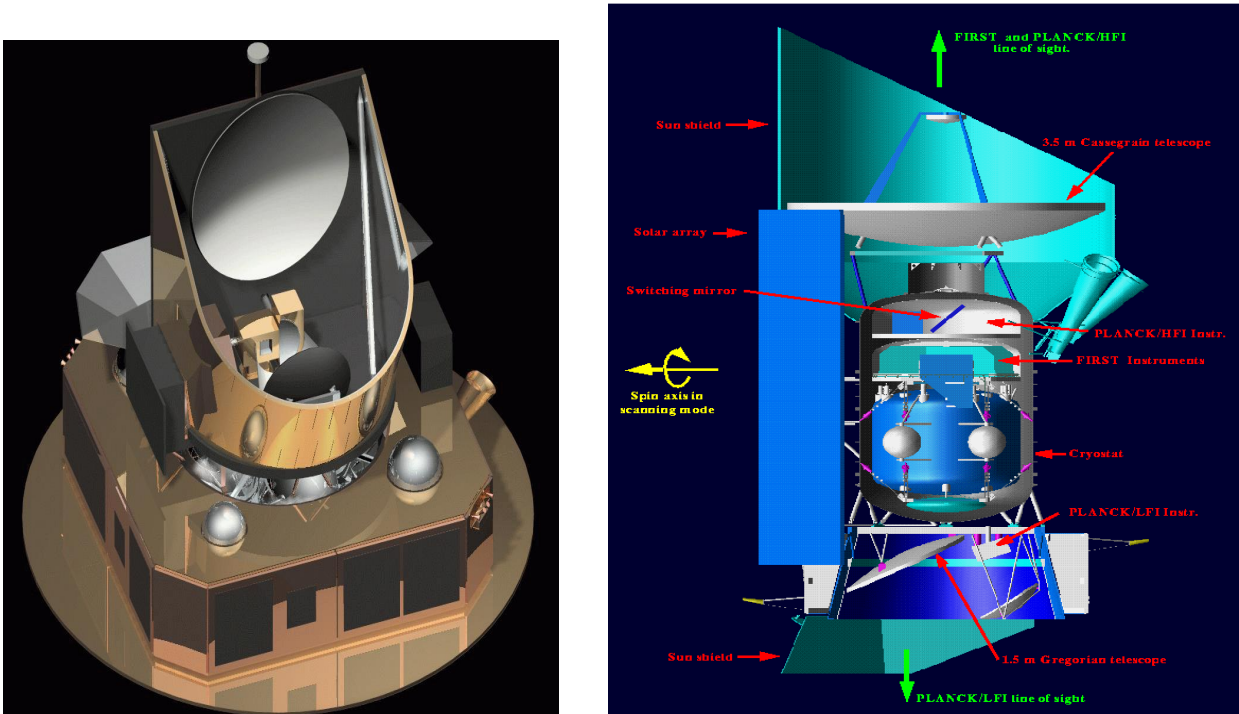 FIRST and PLANCK/HFI
line of sight.
Sun shield
3.5 m Cassegrain telescope
Solar array
Switching mirror
PLANCK/HFI Instr.
FIRST Instruments
Spin axis in
scanning mode
Cryostat
PLANCK/LFI Instr.
Sun shield
1.5 m Gregorian telescope
PLANCK/LFI line of sight